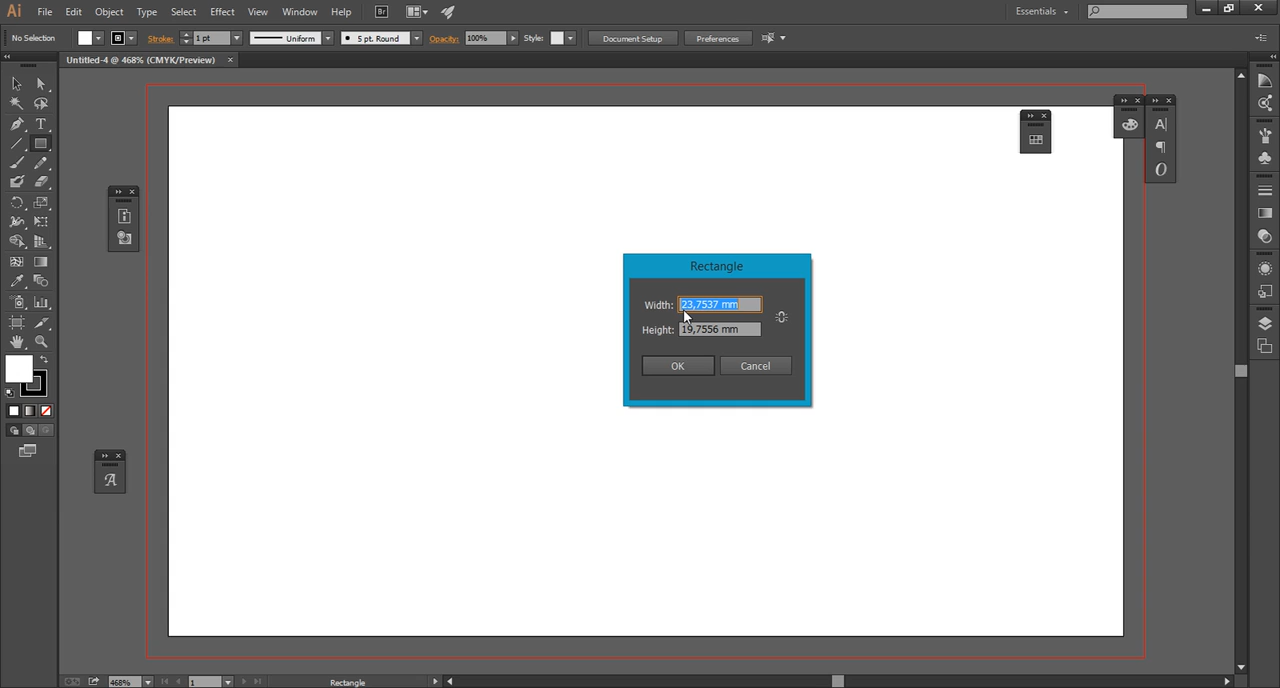 Ai File Edit Object Type Select Effect View Window Help Br Essentials
No Selection Stroke: 1 pt Uniform 5 pt. Round Opacity: 100% Style: Document Setup Preferences
Untitled-4 @ 468% (CMYK/Preview)
Rectangle
Width: 23,7537 mm
Height: 19,7556 mm
OK Cancel
468% 1 Rectangle